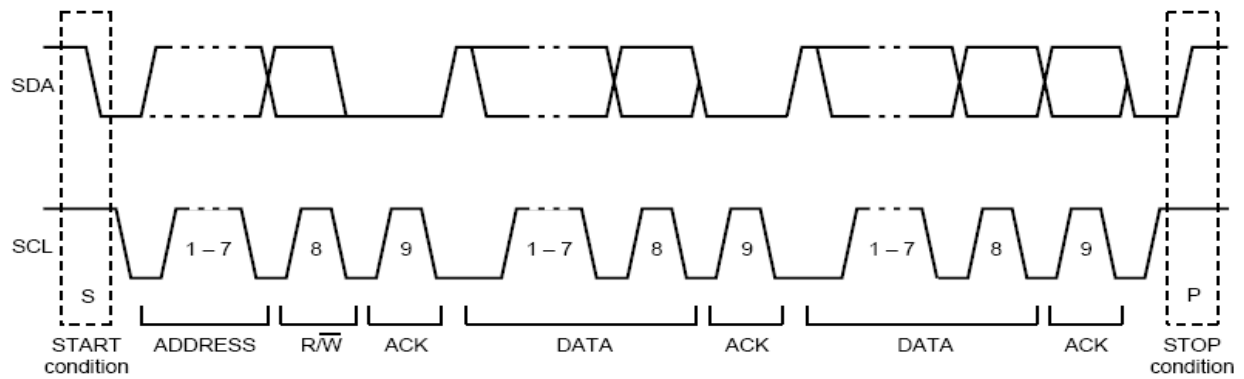 SDA
SCL
1 – 7
8
9
1 – 7
8
9
1 – 7
8
9
S
P
START
condition
ADDRESS
R/W̅
ACK
DATA
ACK
DATA
ACK
STOP
condition